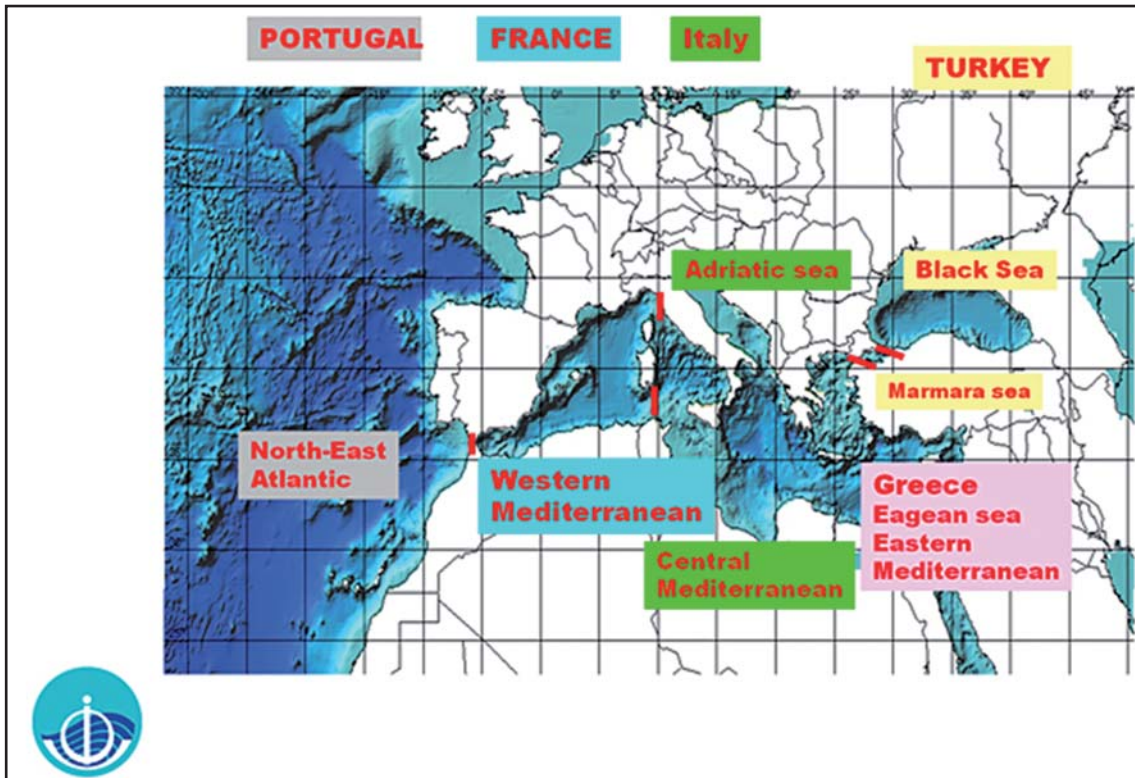 PORTUGAL
FRANCE
Italy
TURKEY
Adriatic sea
Black Sea
Marmara sea
North-East
Atlantic
Western
Mediterranean
Greece
Eagean sea
Eastern
Mediterranean
Central
Mediterranean